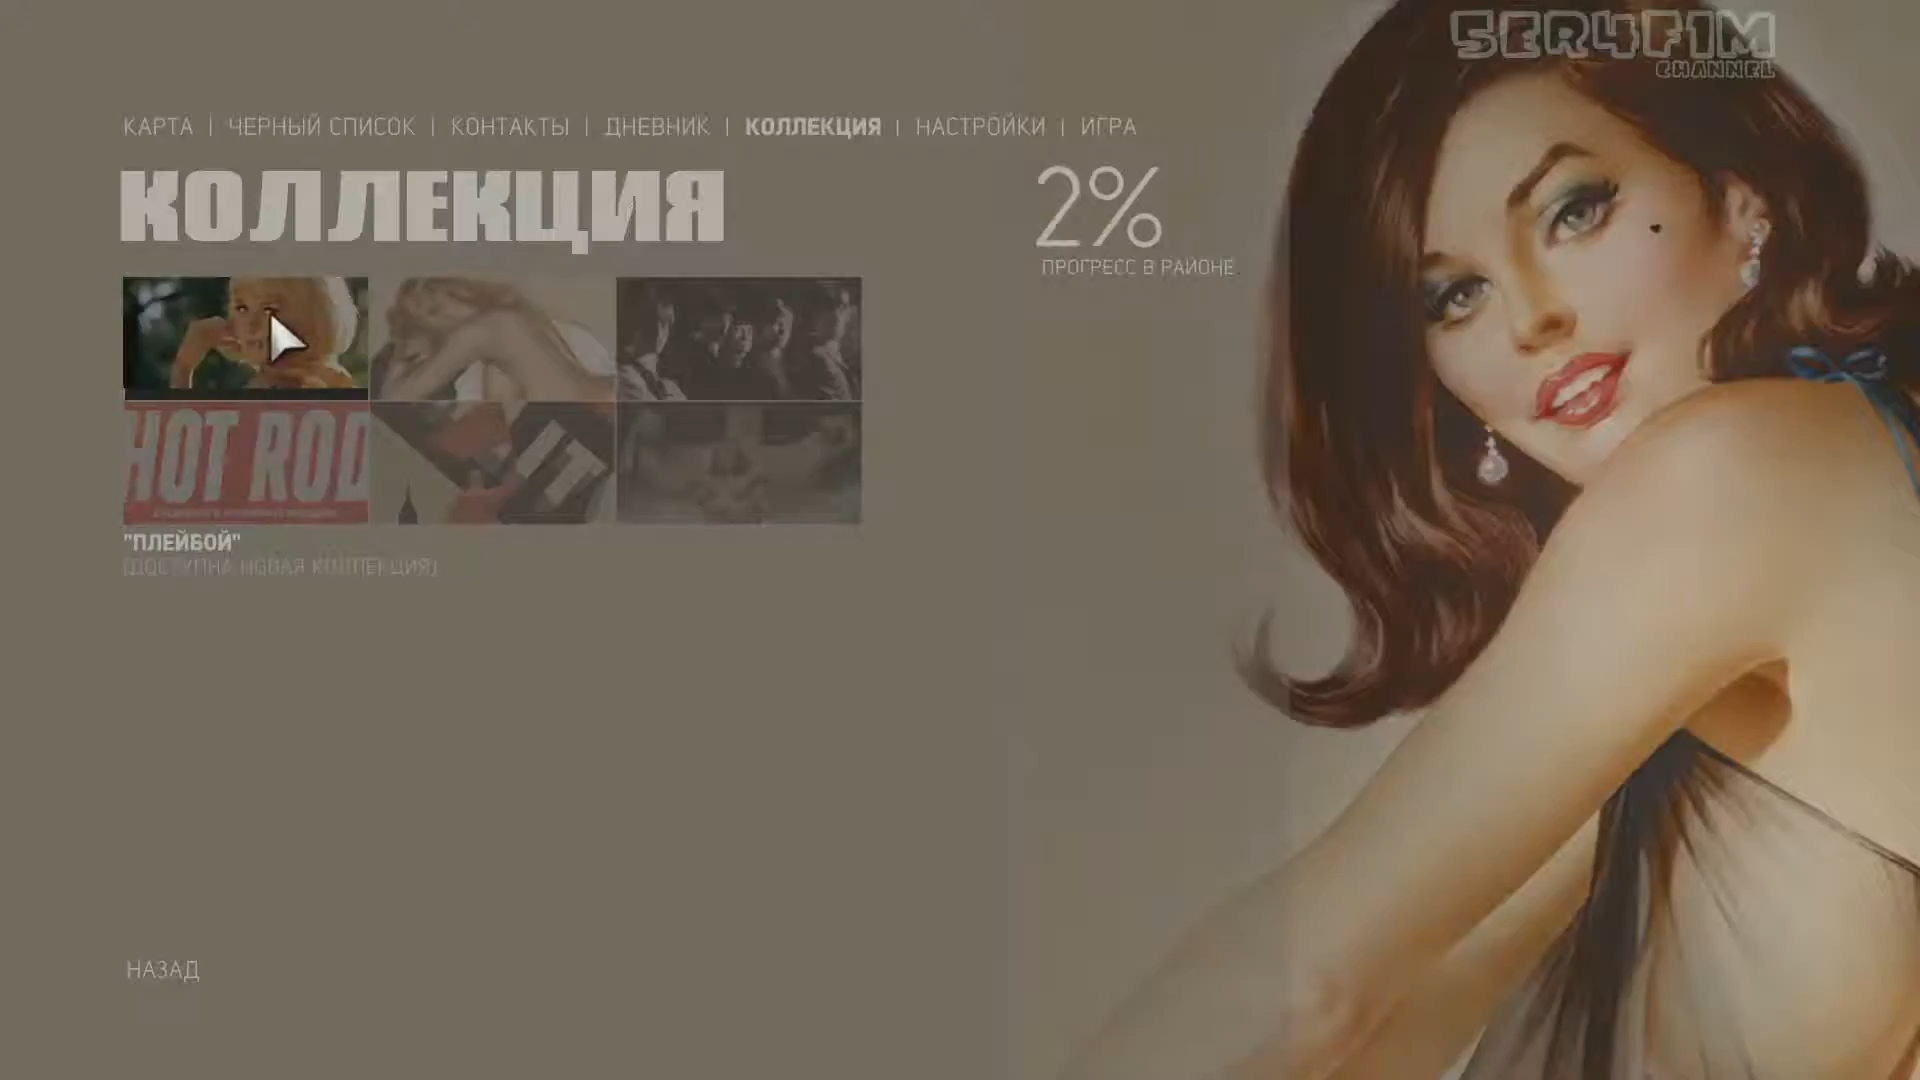 SER4F1M
CHANNEL
КАРТА | ЧЕРНЫЙ СПИСОК | КОНТАКТЫ | ДНЕВНИК | КОЛЛЕКЦИЯ | НАСТРОЙКИ | ИГРА
КОЛЛЕКЦИЯ
2%
ПРОГРЕСС В РАЙОНЕ
HOT ROD
IT
"ПЛЕЙБОЙ"
(ДОСТУПНА НОВАЯ КОЛЛЕКЦИЯ)
НАЗАД